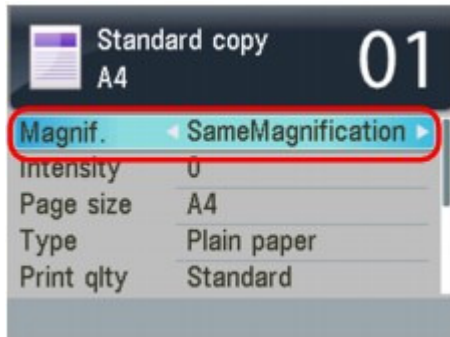 Standard copy
A4
01
Magnif. SameMagnification
Intensity 0
Page size A4
Type Plain paper
Print qlty Standard